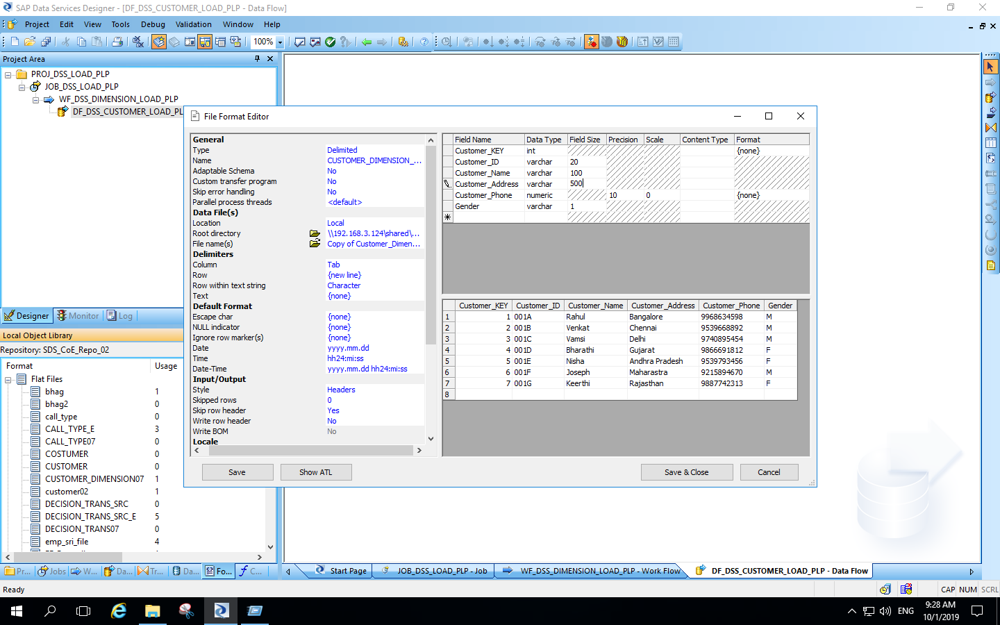 SAP Data Services Designer - [DF_DSS_CUSTOMER_LOAD_PLP - Data Flow]
Project Edit View Tools Debug Validation Window Help
100%
Project Area
PROJ_DSS_LOAD_PLP
JOB_DSS_LOAD_PLP
WF_DSS_DIMENSION_LOAD_PLP
DF_DSS_CUSTOMER_LOAD_PL
Designer Monitor Log
Local Object Library
Repository: SDS_CoE_Repo_02
Format Usage
Flat Files
bhag 1
bhag2 0
call_type 0
CALL_TYPE_E 3
CALL_TYPE07 0
COSTUMER 0
CUSTOMER 0
CUSTOMER_DIMENSION07 1
customer02 1
DECISION_TRANS_SRC 0
DECISION_TRANS_SRC_E 5
DECISION_TRANS07 0
emp_sri_file 4
Pr... Jobs W... Da... Tr... Da... Fo... C...
File Format Editor
General
Type Delimited
Name CUSTOMER_DIMENSION_...
Adaptable Schema No
Custom transfer program No
Skip error handling No
Parallel process threads <default>
Data File(s)
Location Local
Root directory \\192.168.3.124\shared\...
File name(s) Copy of Customer_Dimen...
Delimiters
Column Tab
Row {new line}
Row within text string Character
Text {none}
Default Format
Escape char {none}
NULL indicator {none}
Ignore row marker(s) {none}
Date yyyy.mm.dd
Time hh24:mi:ss
Date-Time yyyy.mm.dd hh24:mi:ss
Input/Output
Style Headers
Skipped rows 0
Skip row header Yes
Write row header No
Write BOM No
Locale
Field Name Data Type Field Size Precision Scale Content Type Format
Customer_KEY int {none}
Customer_ID varchar 20
Customer_Name varchar 100
Customer_Address varchar 500
Customer_Phone numeric 10 0 {none}
Gender varchar 1
Customer_KEY Customer_ID Customer_Name Customer_Address Customer_Phone Gender
1 1 001A Rahul Bangalore 9968634598 M
2 2 001B Venkat Chennai 9539668892 M
3 3 001C Vamsi Delhi 9740895454 M
4 4 001D Bharathi Gujarat 9866691812 F
5 5 001E Nisha Andhra Pradesh 9539793456 F
6 6 001F Joseph Maharastra 9215894670 M
7 7 001G Keerthi Rajasthan 9887742313 F
8
Save Show ATL Save & Close Cancel
Start Page JOB_DSS_LOAD_PLP - Job WF_DSS_DIMENSION_LOAD_PLP - Work Flow DF_DSS_CUSTOMER_LOAD_PLP - Data Flow
Ready CAP NUM SCRL
ENG 9:28 AM
10/1/2019